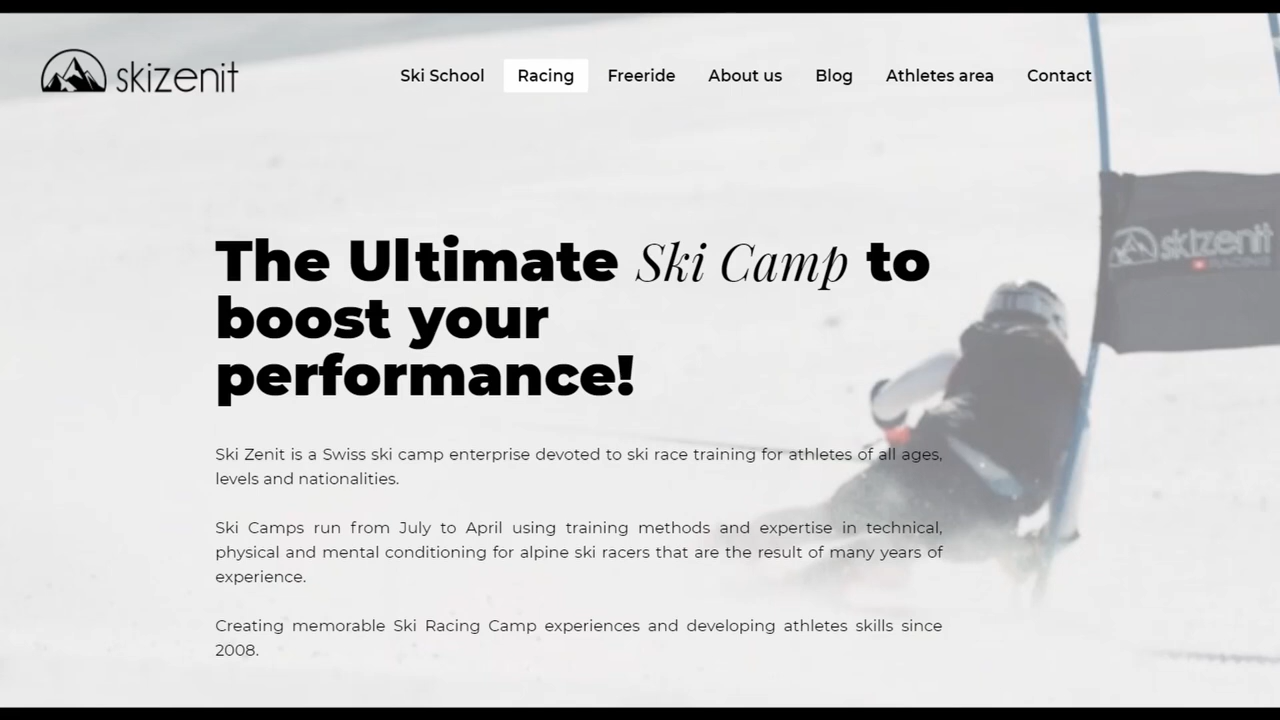 skizenit
Ski School Racing Freeride About us Blog Athletes area Contact
The Ultimate Ski Camp to
boost your
performance!
skizenit
RACING
Ski Zenit is a Swiss ski camp enterprise devoted to ski race training for athletes of all ages,
levels and nationalities.
Ski Camps run from July to April using training methods and expertise in technical,
physical and mental conditioning for alpine ski racers that are the result of many years of
experience.
Creating memorable Ski Racing Camp experiences and developing athletes skills since
2008.